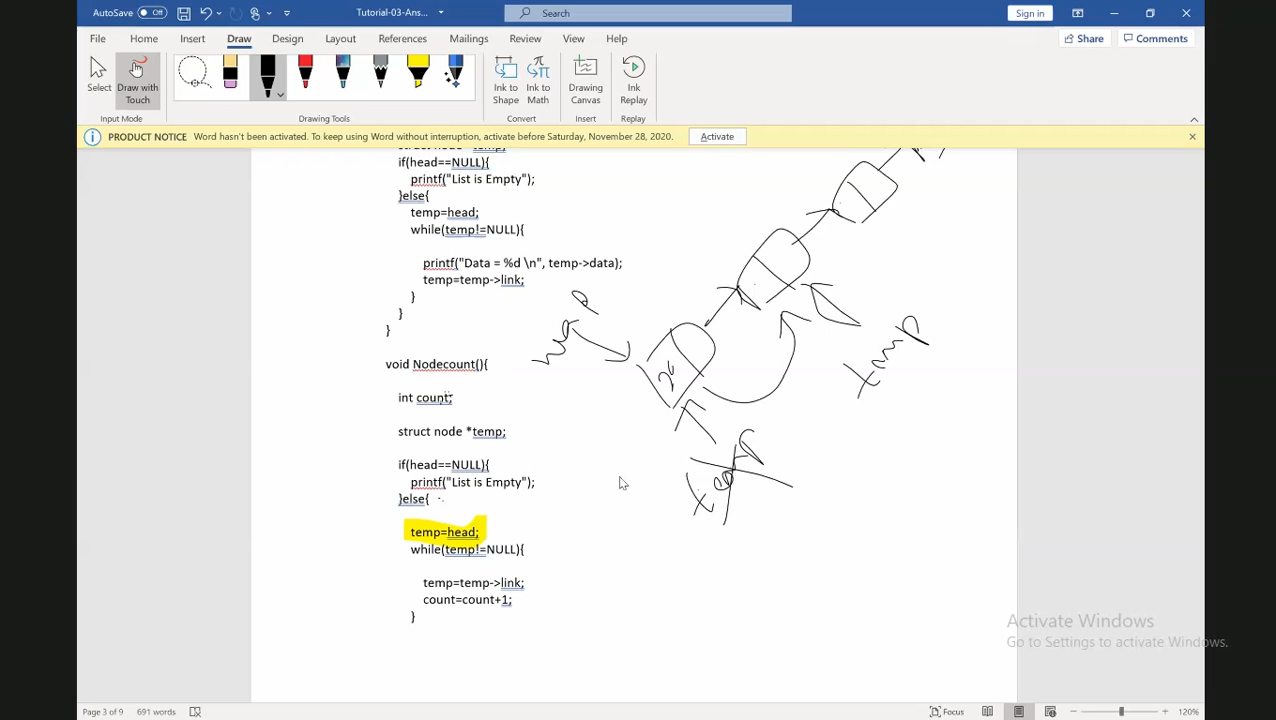 AutoSave Off Tutorial-03-Ans... Search Sign in
File Home Insert Draw Design Layout References Mailings Review View Help Share Comments
Select Draw with Touch Ink to Shape Ink to Math Drawing Canvas Ink Replay
Input Mode Drawing Tools Convert Insert Replay
PRODUCT NOTICE Word hasn't been activated. To keep using Word without interruption, activate before Saturday, November 28, 2020. Activate
struct node *temp;
if(head==NULL){
printf("List is Empty");
}else{
temp=head;
while(temp!=NULL){
printf("Data = %d \n", temp->data);
temp=temp->link;
}
}
}
void Nodecount(){
int count;
struct node *temp;
if(head==NULL){
printf("List is Empty");
}else{
temp=head;
while(temp!=NULL){
temp=temp->link;
count=count+1;
}
temp
temp
Activate Windows
Go to Settings to activate Windows.
Page 3 of 9 691 words Focus 120%